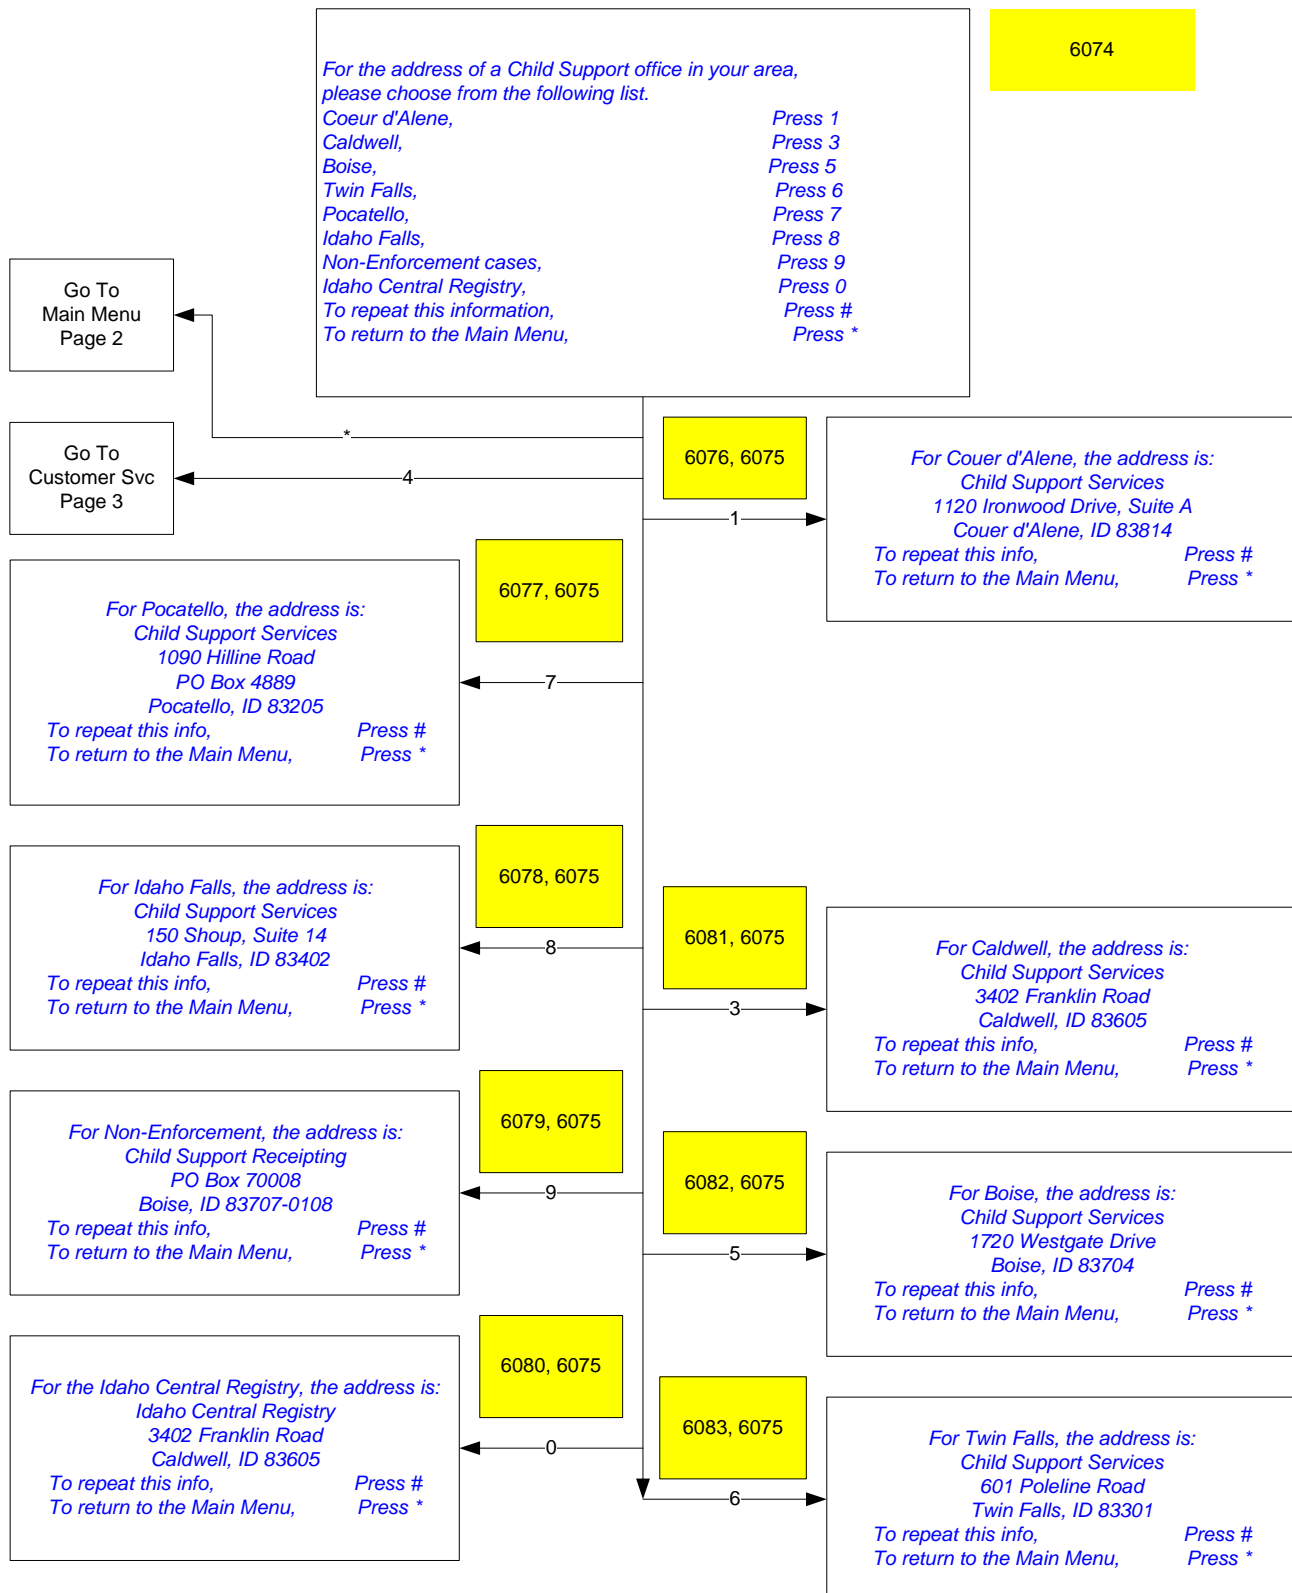 For the address of a Child Support office in your area,
please choose from the following list.
Coeur d'Alene, Press 1
Caldwell, Press 3
Boise, Press 5
Twin Falls, Press 6
Pocatello, Press 7
Idaho Falls, Press 8
Non-Enforcement cases, Press 9
Idaho Central Registry, Press 0
To repeat this information, Press #
To return to the Main Menu, Press *
6074
Go To
Main Menu
Page 2
*
Go To
Customer Svc
Page 3
4
6076, 6075
1
For Couer d'Alene, the address is:
Child Support Services
1120 Ironwood Drive, Suite A
Couer d'Alene, ID 83814
To repeat this info, Press #
To return to the Main Menu, Press *
6077, 6075
7
For Pocatello, the address is:
Child Support Services
1090 Hilline Road
PO Box 4889
Pocatello, ID 83205
To repeat this info, Press #
To return to the Main Menu, Press *
6078, 6075
8
For Idaho Falls, the address is:
Child Support Services
150 Shoup, Suite 14
Idaho Falls, ID 83402
To repeat this info, Press #
To return to the Main Menu, Press *
6081, 6075
3
For Caldwell, the address is:
Child Support Services
3402 Franklin Road
Caldwell, ID 83605
To repeat this info, Press #
To return to the Main Menu, Press *
6079, 6075
9
For Non-Enforcement, the address is:
Child Support Receipting
PO Box 70008
Boise, ID 83707-0108
To repeat this info, Press #
To return to the Main Menu, Press *
6082, 6075
5
For Boise, the address is:
Child Support Services
1720 Westgate Drive
Boise, ID 83704
To repeat this info, Press #
To return to the Main Menu, Press *
6080, 6075
0
For the Idaho Central Registry, the address is:
Idaho Central Registry
3402 Franklin Road
Caldwell, ID 83605
To repeat this info, Press #
To return to the Main Menu, Press *
6083, 6075
6
For Twin Falls, the address is:
Child Support Services
601 Poleline Road
Twin Falls, ID 83301
To repeat this info, Press #
To return to the Main Menu, Press *